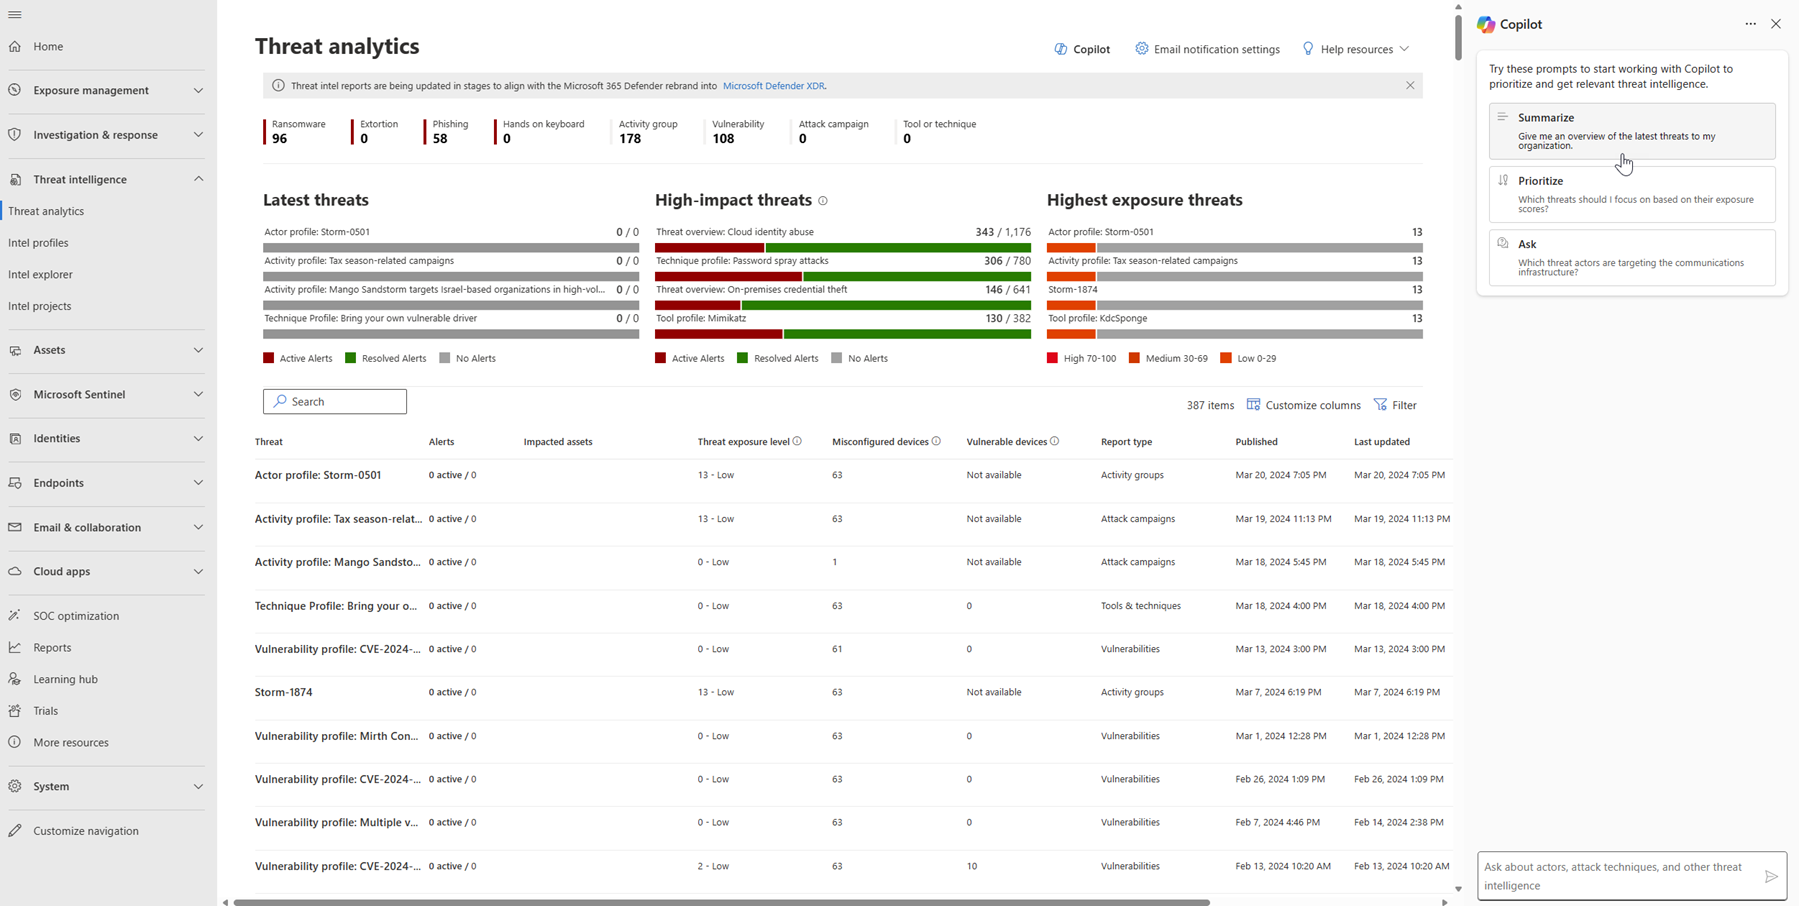 Home
Exposure management
Investigation & response
Threat intelligence
Threat analytics
Intel profiles
Intel explorer
Intel projects
Assets
Microsoft Sentinel
Identities
Endpoints
Email & collaboration
Cloud apps
SOC optimization
Reports
Learning hub
Trials
More resources
System
Customize navigation
Threat analytics
Copilot
Email notification settings
Help resources
Threat intel reports are being updated in stages to align with the Microsoft 365 Defender rebrand into Microsoft Defender XDR.
Ransomware Extortion Phishing Hands on keyboard Activity group Vulnerability Attack campaign Tool or technique
96 0 58 0 178 108 0 0
Latest threats
Actor profile: Storm-0501 0 / 0
Activity profile: Tax season-related campaigns 0 / 0
Activity profile: Mango Sandstorm targets Israel-based organizations in high-vol... 0 / 0
Technique Profile: Bring your own vulnerable driver 0 / 0
Active Alerts Resolved Alerts No Alerts
High-impact threats
Threat overview: Cloud identity abuse 343 / 1,176
Technique profile: Password spray attacks 306 / 780
Threat overview: On-premises credential theft 146 / 641
Tool profile: Mimikatz 130 / 382
Active Alerts Resolved Alerts No Alerts
Highest exposure threats
Actor profile: Storm-0501 13
Activity profile: Tax season-related campaigns 13
Storm-1874 13
Tool profile: KdcSponge 13
High 70-100 Medium 30-69 Low 0-29
Search
387 items Customize columns Filter
Threat Alerts Impacted assets Threat exposure level Misconfigured devices Vulnerable devices Report type Published Last updated
Actor profile: Storm-0501 0 active / 0 13 - Low 63 Not available Activity groups Mar 20, 2024 7:05 PM Mar 20, 2024 7:05 PM
Activity profile: Tax season-relat... 0 active / 0 13 - Low 63 Not available Attack campaigns Mar 19, 2024 11:13 PM Mar 19, 2024 11:13 PM
Activity profile: Mango Sandsto... 0 active / 0 0 - Low 1 Not available Attack campaigns Mar 18, 2024 5:45 PM Mar 18, 2024 5:45 PM
Technique Profile: Bring your o... 0 active / 0 0 - Low 63 0 Tools & techniques Mar 18, 2024 4:00 PM Mar 18, 2024 4:00 PM
Vulnerability profile: CVE-2024-... 0 active / 0 0 - Low 61 0 Vulnerabilities Mar 13, 2024 3:00 PM Mar 13, 2024 3:00 PM
Storm-1874 0 active / 0 13 - Low 63 Not available Activity groups Mar 7, 2024 6:19 PM Mar 7, 2024 6:19 PM
Vulnerability profile: Mirth Con... 0 active / 0 0 - Low 63 0 Vulnerabilities Mar 1, 2024 12:28 PM Mar 1, 2024 12:28 PM
Vulnerability profile: CVE-2024-... 0 active / 0 0 - Low 63 0 Vulnerabilities Feb 26, 2024 1:09 PM Feb 26, 2024 1:09 PM
Vulnerability profile: Multiple v... 0 active / 0 0 - Low 63 0 Vulnerabilities Feb 7, 2024 4:46 PM Feb 14, 2024 2:38 PM
Vulnerability profile: CVE-2024-... 0 active / 0 2 - Low 63 10 Vulnerabilities Feb 13, 2024 10:20 AM Feb 13, 2024 10:20 AM
Copilot
Try these prompts to start working with Copilot to
prioritize and get relevant threat intelligence.
Summarize
Give me an overview of the latest threats to my
organization.
Prioritize
Which threats should I focus on based on their exposure
scores?
Ask
Which threat actors are targeting the communications
infrastructure?
Ask about actors, attack techniques, and other threat
intelligence